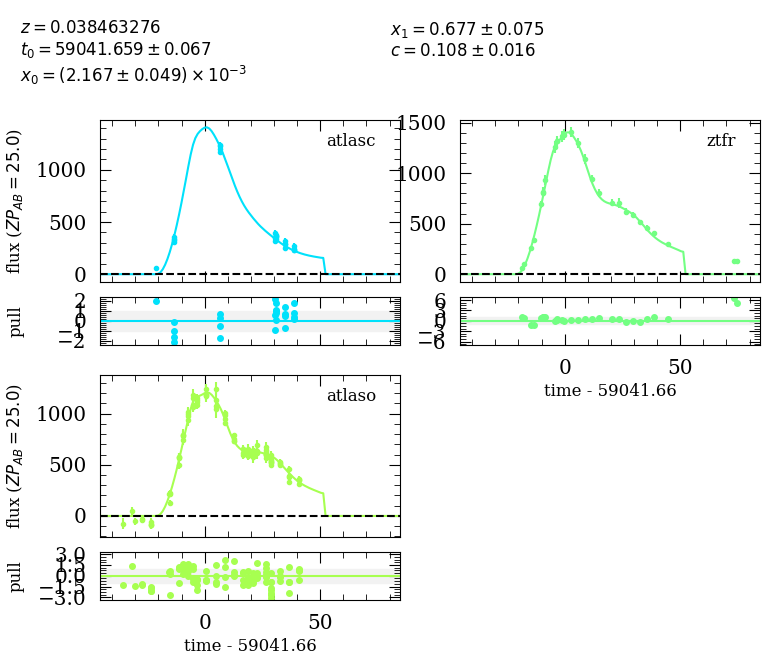 z = 0.038463276
t₀ = 59041.659 ± 0.067
x₀ = (2.167 ± 0.049) × 10⁻³
x₁ = 0.677 ± 0.075
c = 0.108 ± 0.016
flux (ZP_AB = 25.0)
1000
500
0
atlasc
1500
1000
500
0
ztfr
pull
2
1
0
−1
−2
6
3
0
−3
−6
0 50
time - 59041.66
flux (ZP_AB = 25.0)
1000
500
0
atlaso
pull
3.0
1.5
0.0
−1.5
−3.0
0 50
time - 59041.66